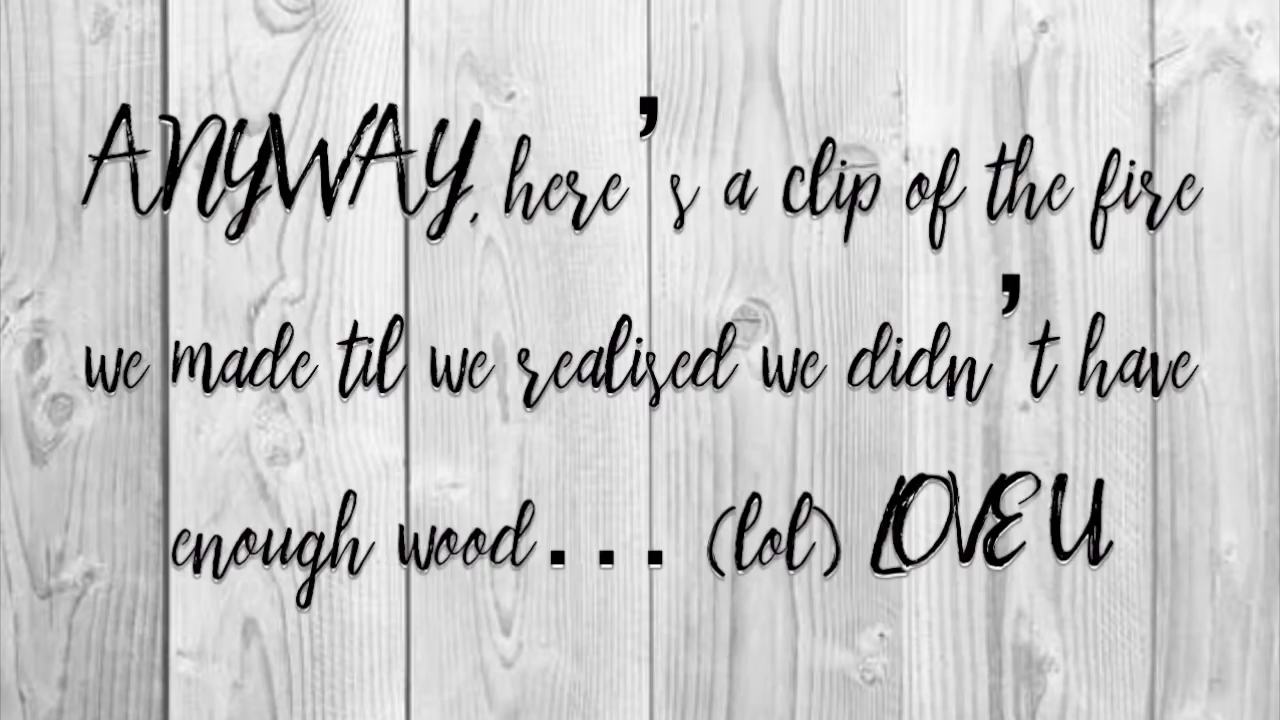 ANYWAY, here's a clip of the fire
we made til we realised we didn't have
enough wood... (lol) LOVE U